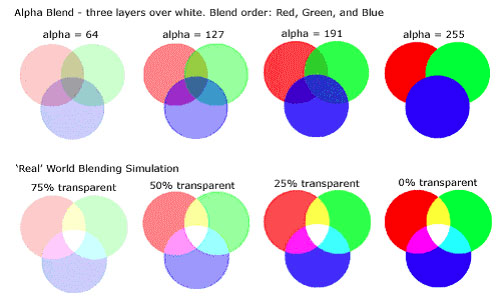 Alpha Blend - three layers over white. Blend order: Red, Green, and Blue
alpha = 64
alpha = 127
alpha = 191
alpha = 255
‘Real’ World Blending Simulation
75% transparent
50% transparent
25% transparent
0% transparent